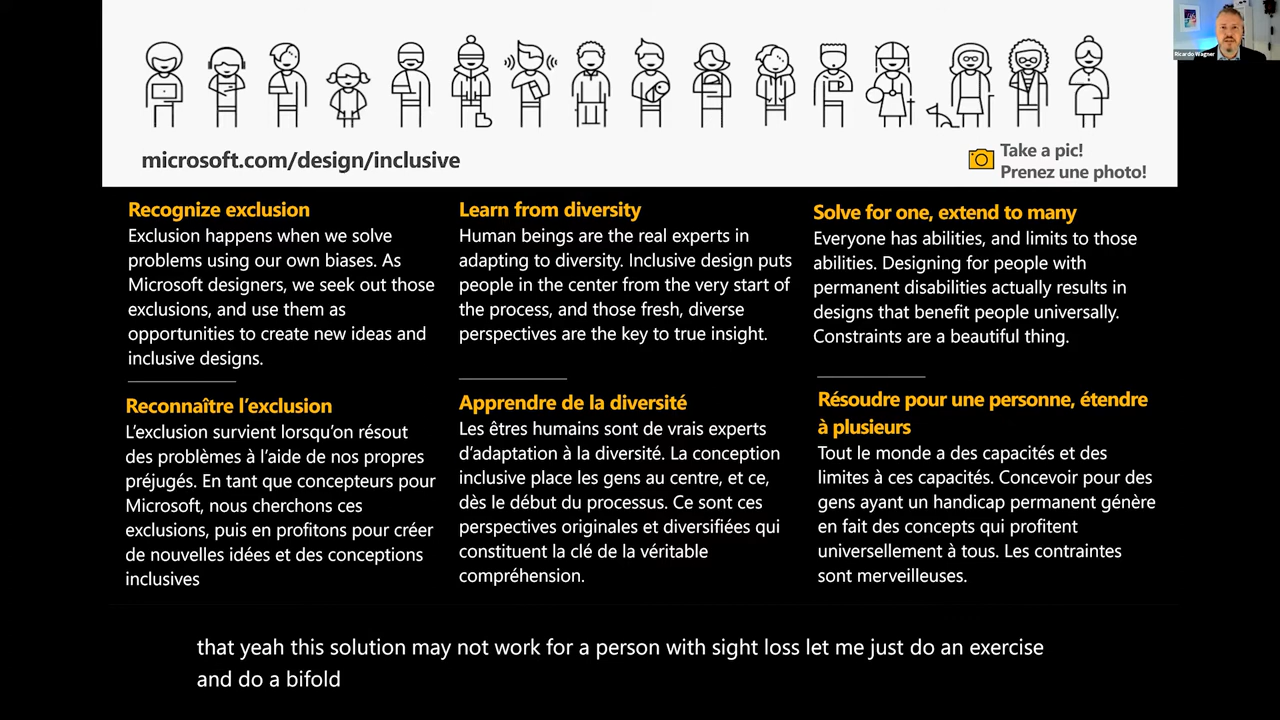 Ricardo Wagner
microsoft.com/design/inclusive
Take a pic!
Prenez une photo!
Recognize exclusion
Exclusion happens when we solve
problems using our own biases. As
Microsoft designers, we seek out those
exclusions, and use them as
opportunities to create new ideas and
inclusive designs.
Learn from diversity
Human beings are the real experts in
adapting to diversity. Inclusive design puts
people in the center from the very start of
the process, and those fresh, diverse
perspectives are the key to true insight.
Solve for one, extend to many
Everyone has abilities, and limits to those
abilities. Designing for people with
permanent disabilities actually results in
designs that benefit people universally.
Constraints are a beautiful thing.
Reconnaître l’exclusion
L’exclusion survient lorsqu’on résout
des problèmes à l’aide de nos propres
préjugés. En tant que concepteurs pour
Microsoft, nous cherchons ces
exclusions, puis en profitons pour créer
de nouvelles idées et des conceptions
inclusives
Apprendre de la diversité
Les êtres humains sont de vrais experts
d’adaptation à la diversité. La conception
inclusive place les gens au centre, et ce,
dès le début du processus. Ce sont ces
perspectives originales et diversifiées qui
constituent la clé de la véritable
compréhension.
Résoudre pour une personne, étendre
à plusieurs
Tout le monde a des capacités et des
limites à ces capacités. Concevoir pour des
gens ayant un handicap permanent génère
en fait des concepts qui profitent
universellement à tous. Les contraintes
sont merveilleuses.
that yeah this solution may not work for a person with sight loss let me just do an exercise
and do a bifold